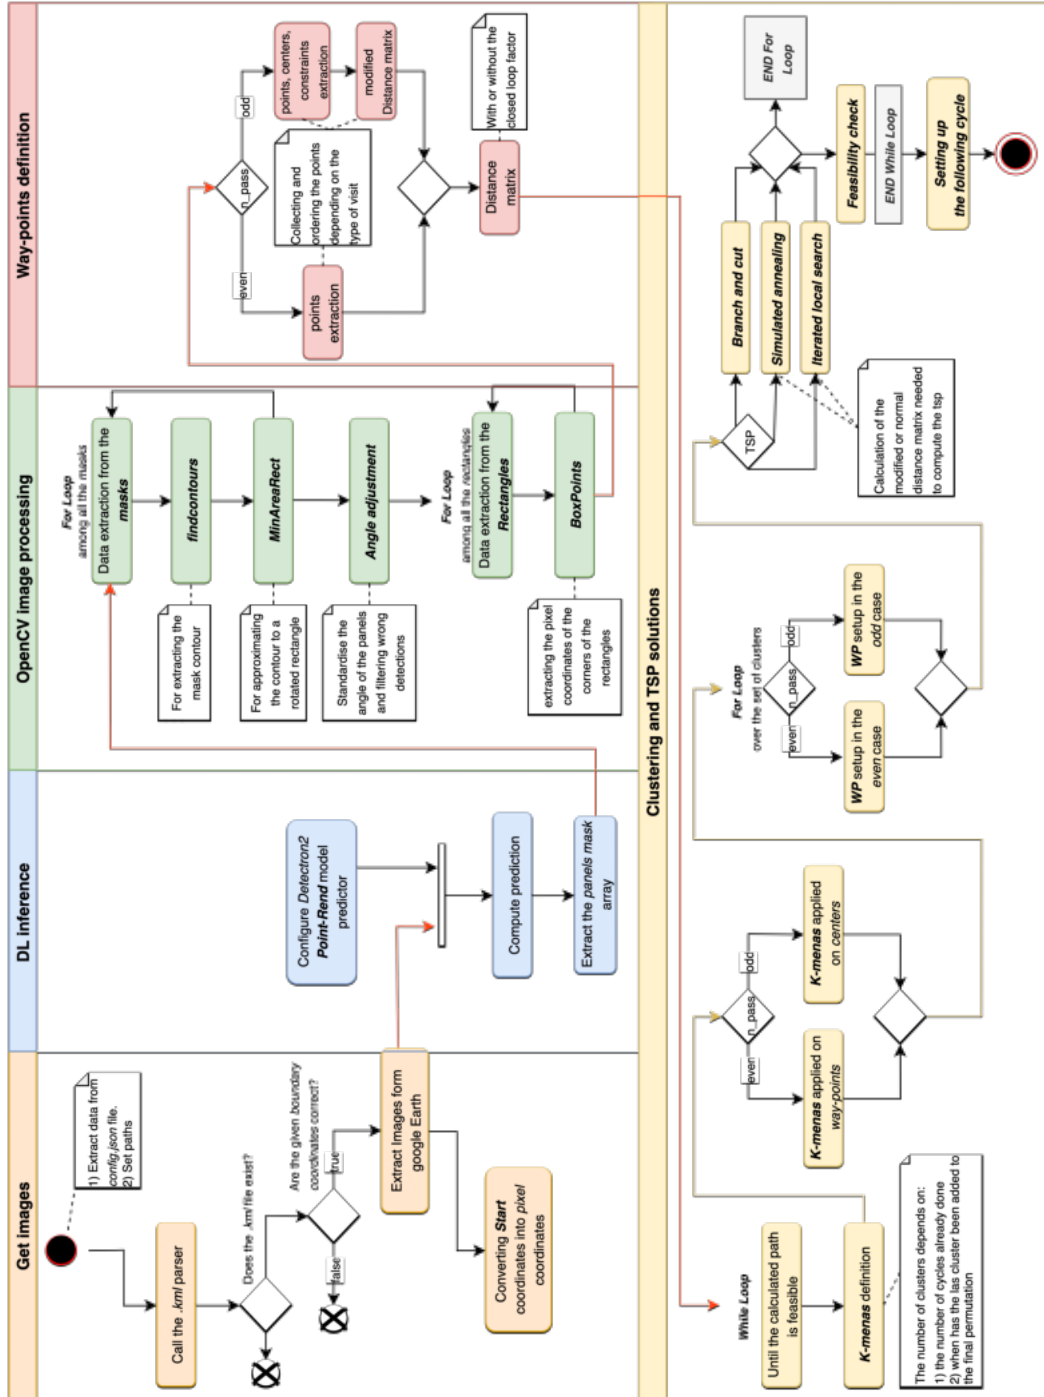 Get images
1) Extract data from
config.json file.
2) Set paths
Call the .kml parser
Does the .kml file exist?
Are the given boundary
coordinates correct?
true
false
Extract Images form
google Earth
Converting Start
coordinates into pixel
coordinates
DL inference
Configure Detectron2
Point-Rend model
predictor
Compute prediction
Extract the panels mask
array
OpenCV image processing
For Loop
among all the masks
Data extraction from the
masks
findcontours
For extracting the
mask contour
MinAreaRect
For approximating
the contour to a
rotated rectangle
Angle adjustment
Standardise the
angle of the panels
and filtering wrong
detections
For Loop
among all the rectangles
Data extraction from the
Rectangles
BoxPoints
extracting the pixel
coordinates of the
corners of the
rectangles
Way-points definition
n_pass
even
odd
points
extraction
Collecting and
ordering the points
depending on the
type of visit
points, centers,
constraints
extraction
modified
Distance matrix
Distance
matrix
With or without the
closed loop factor
Clustering and TSP solutions
While Loop
Until the calculated path
is feasible
K-menas definition
The number of clusters depends on:
1) the number of cycles already done
2) when has the las cluster been added to
the final permutation
n_pass
even
odd
K-menas applied on
way-points
K-menas applied
on centers
For Loop
over the set of clusters
n_pass
even
odd
WP setup in the
even case
WP setup in the
odd case
TSP
Branch and cut
Simulated annealing
Iterated local search
Calculation of the
modified or normal
distance matrix needed
to compute the tsp
END For
Loop
Feasibility check
END While Loop
Setting up
the following cycle